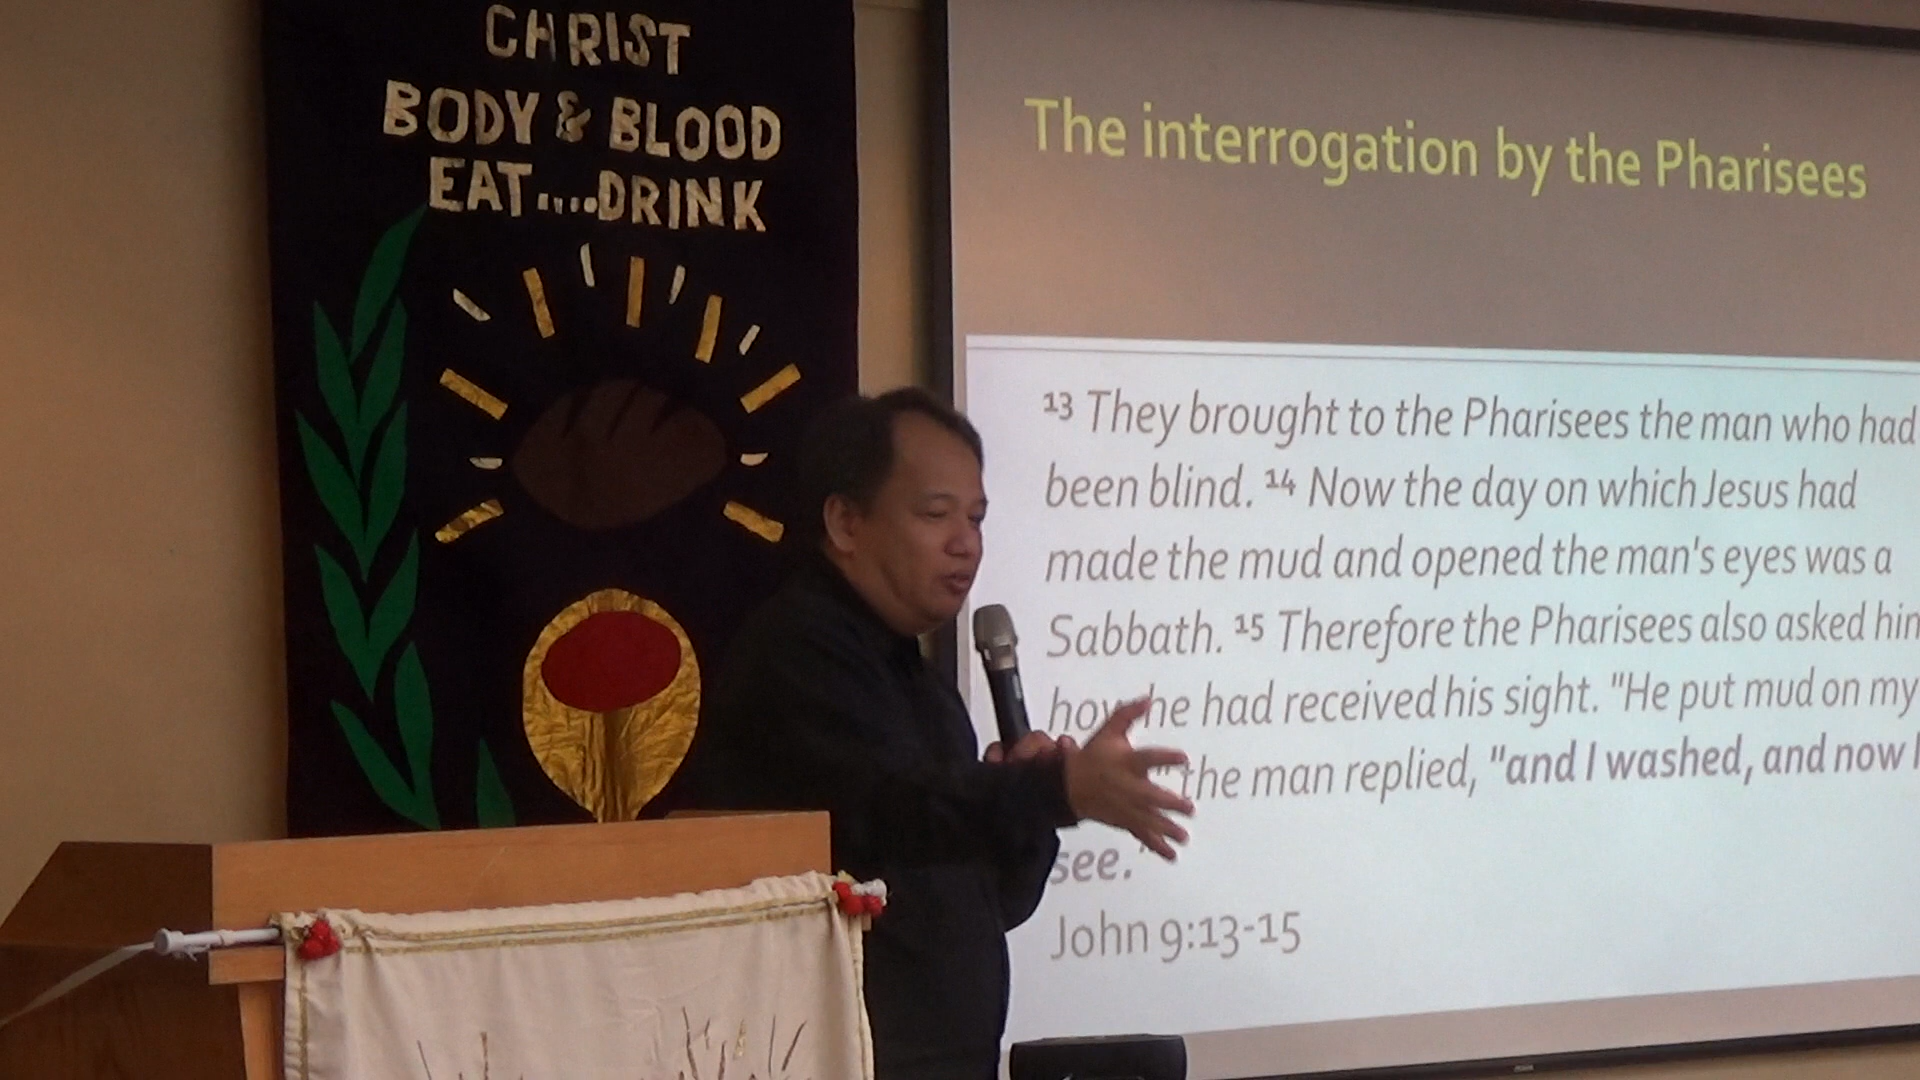 CHRIST
BODY & BLOOD
EAT....DRINK
The interrogation by the Pharisees
13 They brought to the Pharisees the man who had
been blind. 14 Now the day on which Jesus had
made the mud and opened the man's eyes was a
Sabbath. 15 Therefore the Pharisees also asked
how he had received his sight. "He put mud on my
" the man replied, "and I washed, and now I
see."
John 9:13-15